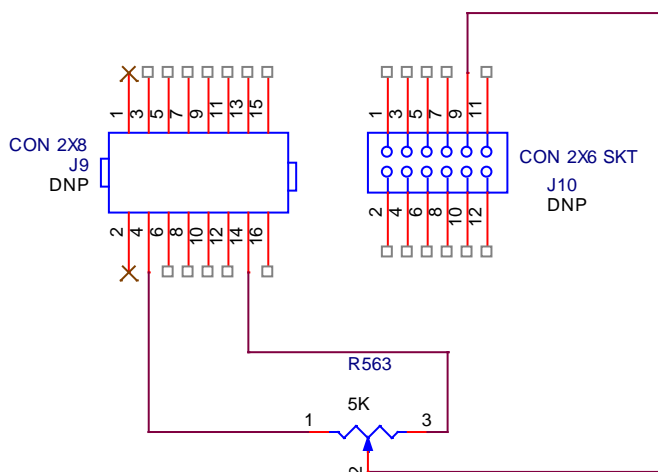 1 3 5 7 9 11 13 15
CON 2X8
J9
DNP
2 4 6 8 10 12 14 16
1 3 5 7 9 11
CON 2X6 SKT
J10
DNP
2 4 6 8 10 12
R563
5K
1 3
2